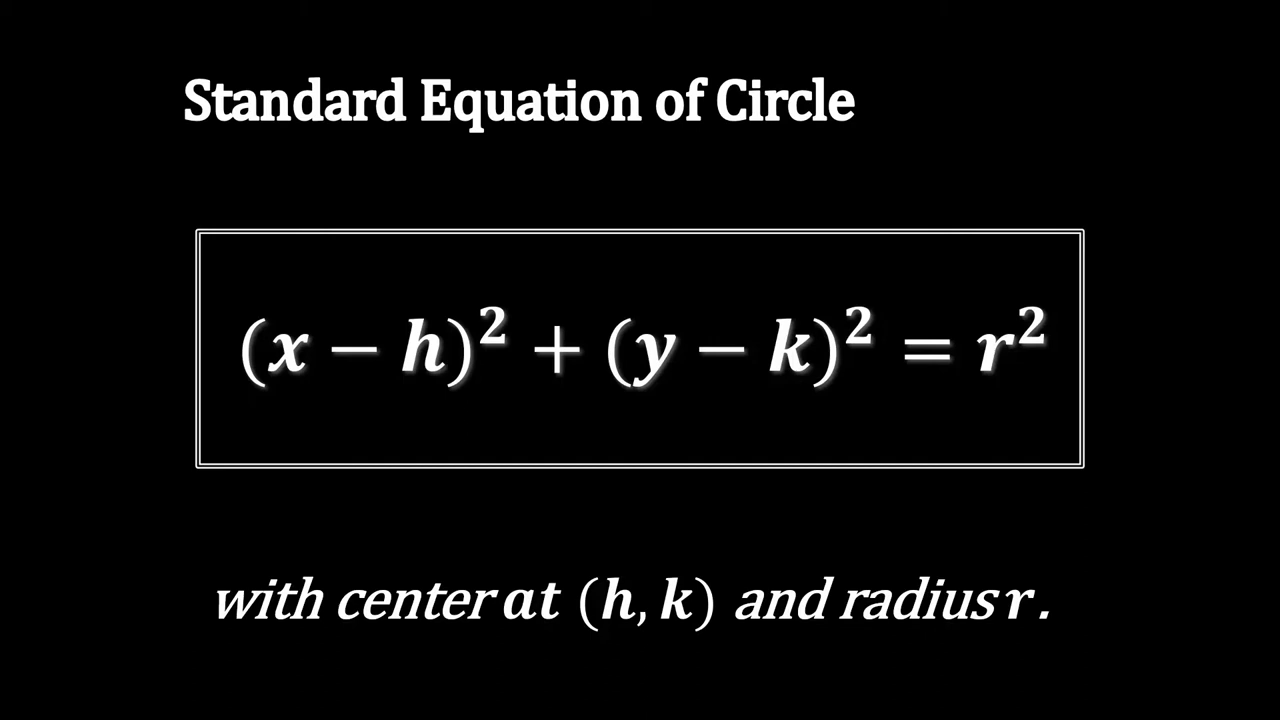 Standard Equation of Circle
(x − h)² + (y − k)² = r²
with center at (h, k) and radius r.